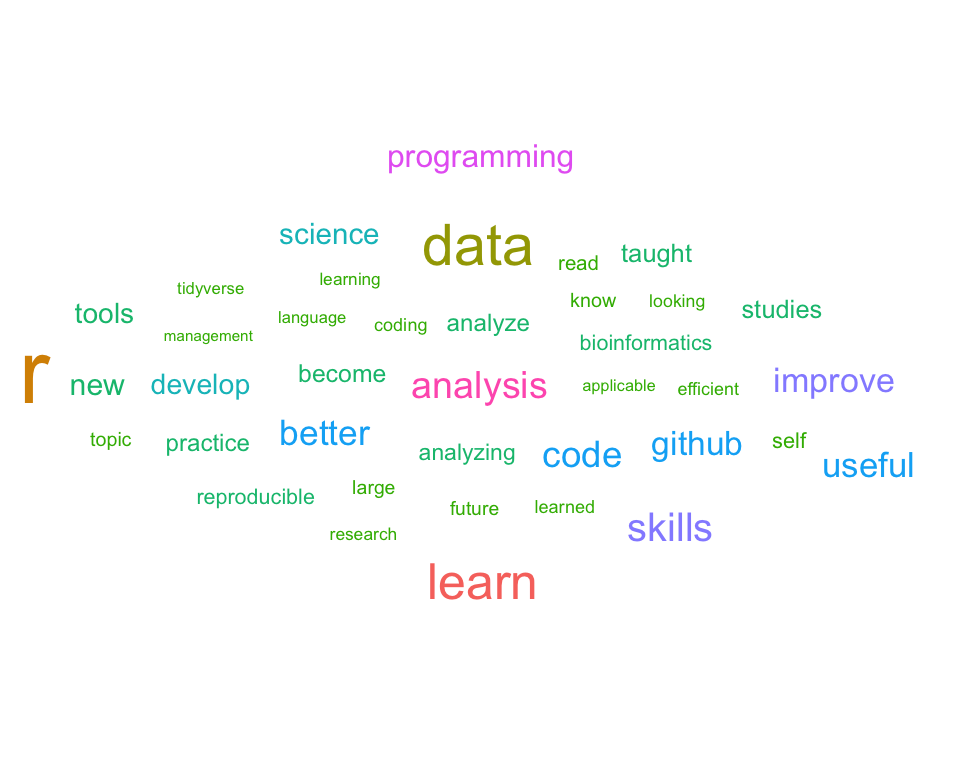 programming
science
data
read
taught
tidyverse
learning
know
looking
tools
language
coding
analyze
studies
management
bioinformatics
r
new
develop
become
analysis
applicable
efficient
improve
topic
practice
better
analyzing
code
github
self
useful
reproducible
large
future
learned
research
skills
learn